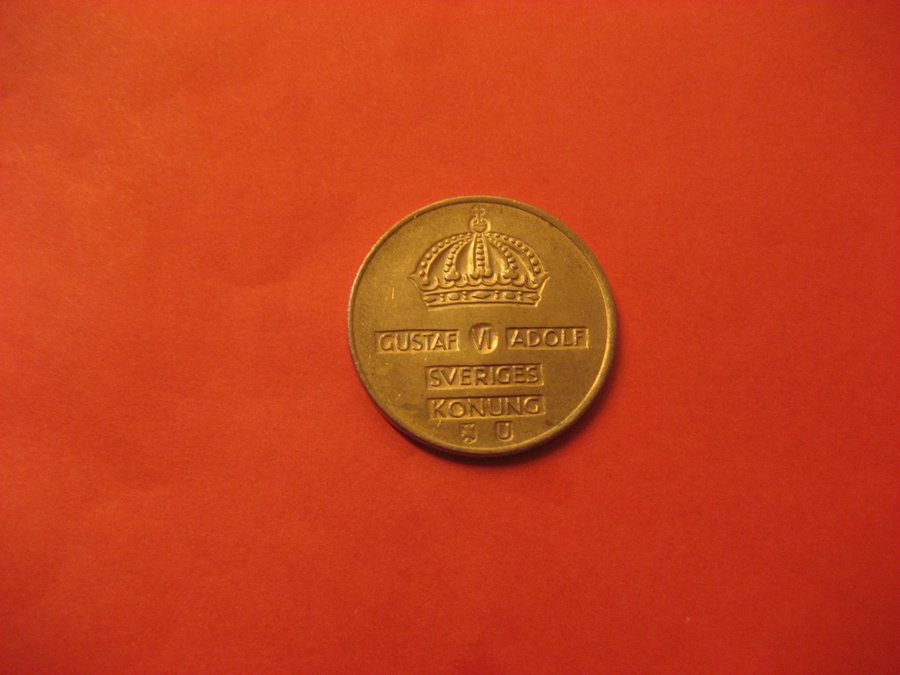 GUSTAF VI ADOLF
SVERIGES
KONUNG
U